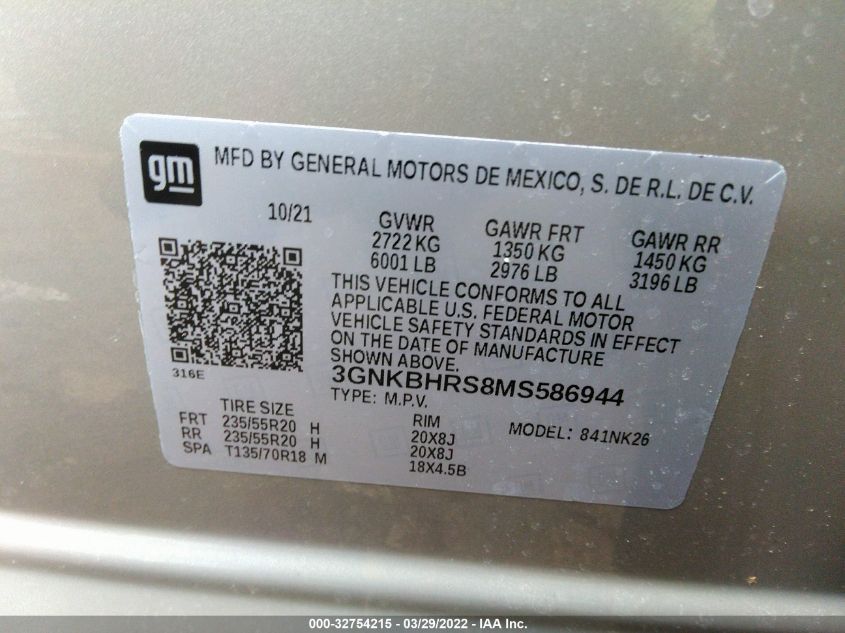 gm
MFD BY GENERAL MOTORS DE MEXICO, S. DE R.L. DE C.V.
10/21 GVWR GAWR FRT GAWR RR
2722 KG 1350 KG 1450 KG
6001 LB 2976 LB 3196 LB
THIS VEHICLE CONFORMS TO ALL
APPLICABLE U.S. FEDERAL MOTOR
VEHICLE SAFETY STANDARDS IN EFFECT
ON THE DATE OF MANUFACTURE
SHOWN ABOVE.
316E
3GNKBHRS8MS586944
TYPE: M.P.V.
TIRE SIZE RIM MODEL: 841NK26
FRT 235/55R20 H 20X8J
RR 235/55R20 H 20X8J
SPA T135/70R18 M 18X4.5B
000-32754215 - 03/29/2022 - IAA Inc.